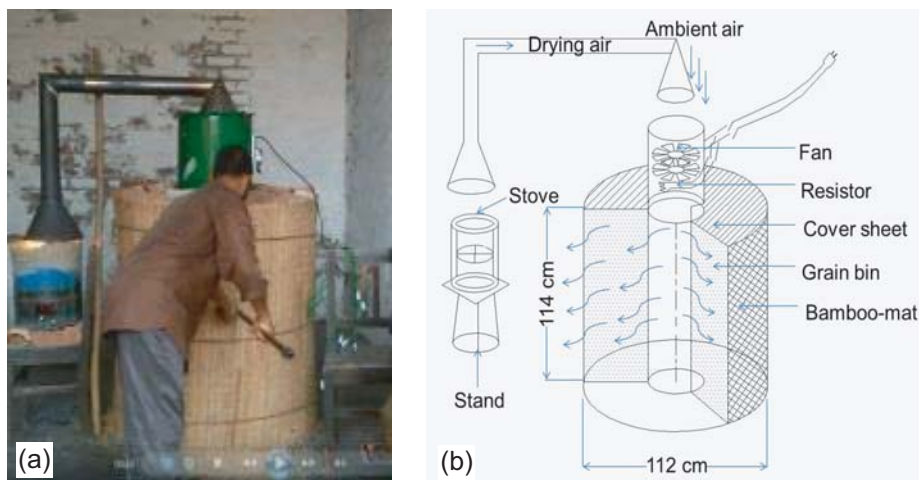 (a)
Ambient air
Drying air
Fan
Stove
Resistor
Cover sheet
114 cm
Grain bin
Bamboo-mat
Stand
(b)
112 cm